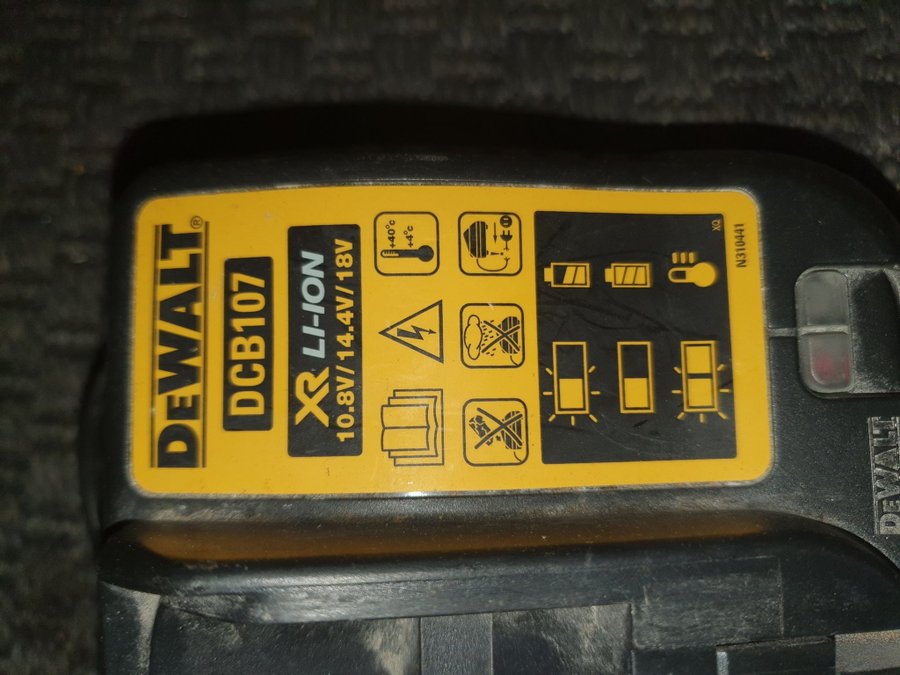 DEWALT®
DCB107
XR LI-ION
10.8V/14.4V/18V
+40°C
+4°C
XQ
N310441
DEWALT